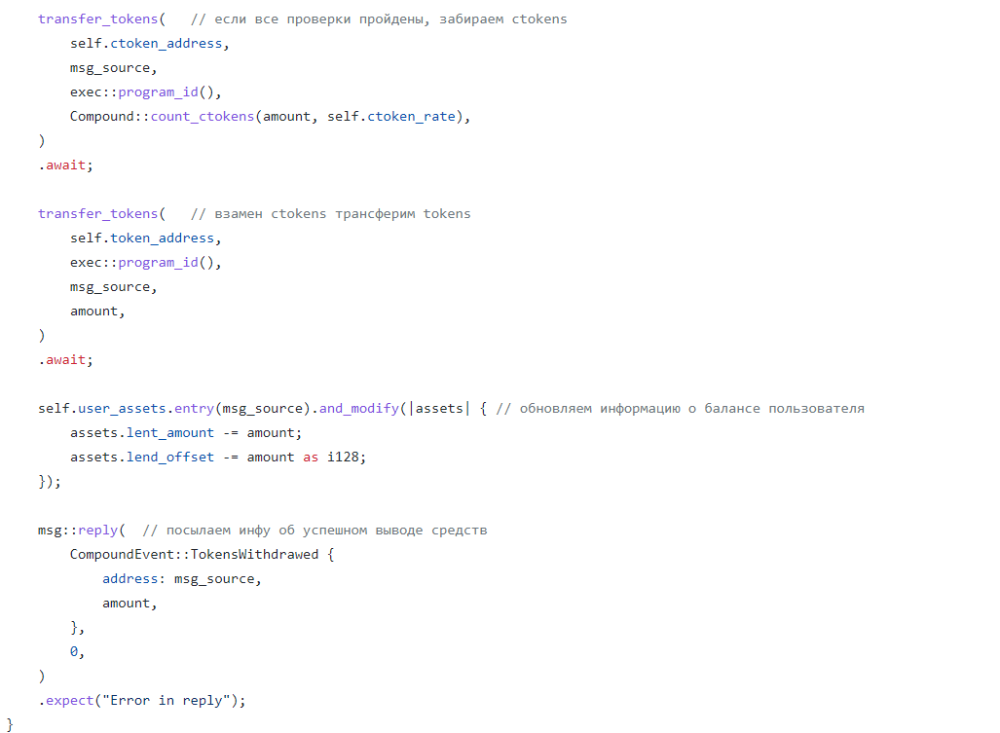 transfer_tokens(   // если все проверки пройдены, забираем ctokens
    self.ctoken_address,
    msg_source,
    exec::program_id(),
    Compound::count_ctokens(amount, self.ctoken_rate),
)
.await;
transfer_tokens(   // взамен ctokens трансферим tokens
    self.token_address,
    exec::program_id(),
    msg_source,
    amount,
)
.await;
self.user_assets.entry(msg_source).and_modify(|assets| { // обновляем информацию о балансе пользователя
    assets.lent_amount -= amount;
    assets.lend_offset -= amount as i128;
});
msg::reply(  // посылаем инфу об успешном выводе средств
    CompoundEvent::TokensWithdrawed {
        address: msg_source,
        amount,
    },
    0,
)
.expect("Error in reply");
}